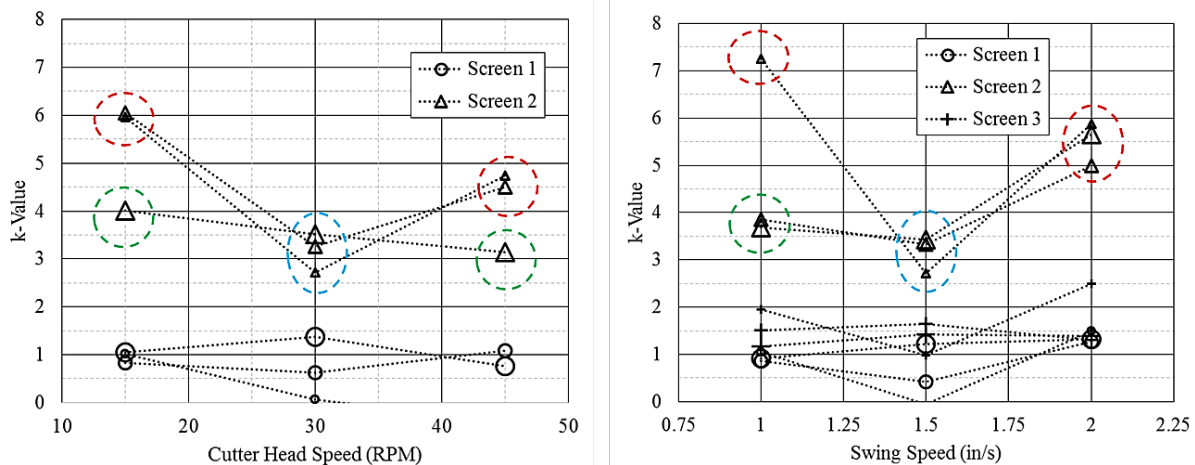 8
7
6
5
4
3
2
1
0
k-Value
Screen 1
Screen 2
10 20 30 40 50
Cutter Head Speed (RPM)
8
7
6
5
4
3
2
1
0
k-Value
Screen 1
Screen 2
Screen 3
0.75 1 1.25 1.5 1.75 2 2.25
Swing Speed (in/s)